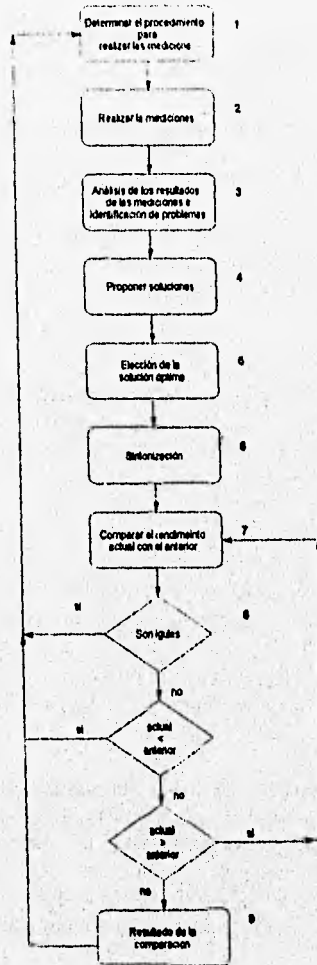 Determinar el procedimiento
para
realizar las medicione
1
Realizar la mediciones
2
Análisis de los resultados
de las mediciones e
identificación de problemas
3
Proponer soluciones
4
Elección de la
solución óptima
5
Sintonización
6
Comparar el rendimiento
actual con el anterior
7
si
Son igules
8
no
si
actual
<
anterior
no
actual
>
anterior
si
no
Resultado de la
comparación
9